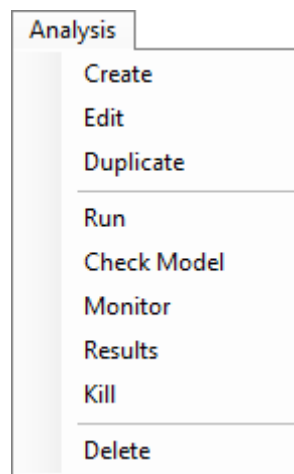 Analysis
Create
Edit
Duplicate
Run
Check Model
Monitor
Results
Kill
Delete